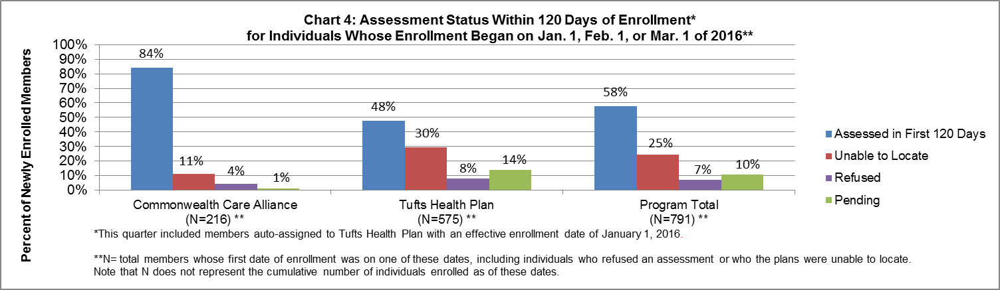 Chart 4: Assessment Status Within 120 Days of Enrollment*
for Individuals Whose Enrollment Began on Jan. 1, Feb. 1, or Mar. 1 of 2016**
Percent of Newly Enrolled Members
100%
90%
80%
70%
60%
50%
40%
30%
20%
10%
0%
84%
11%
4%
1%
48%
30%
8%
14%
58%
25%
7%
10%
Commonwealth Care Alliance
(N=216) **
Tufts Health Plan
(N=575) **
Program Total
(N=791) **
Assessed in First 120 Days
Unable to Locate
Refused
Pending
*This quarter included members auto-assigned to Tufts Health Plan with an effective enrollment date of January 1, 2016.
**N= total members whose first date of enrollment was on one of these dates, including individuals who refused an assessment or who the plans were unable to locate.
Note that N does not represent the cumulative number of individuals enrolled as of these dates.